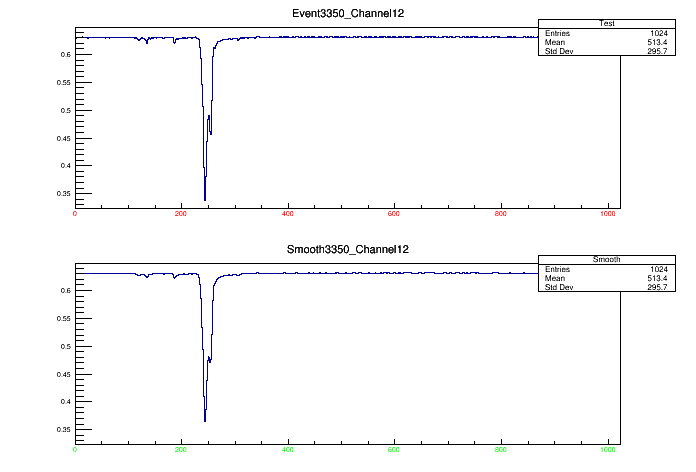 Event3350_Channel12
Test
Entries 1024
Mean 513.4
Std Dev 295.7
0.6
0.55
0.5
0.45
0.4
0.35
0 200 400 600 800 1000
Smooth3350_Channel12
Smooth
Entries 1024
Mean 513.4
Std Dev 295.7
0.6
0.55
0.5
0.45
0.4
0.35
0 200 400 600 800 1000